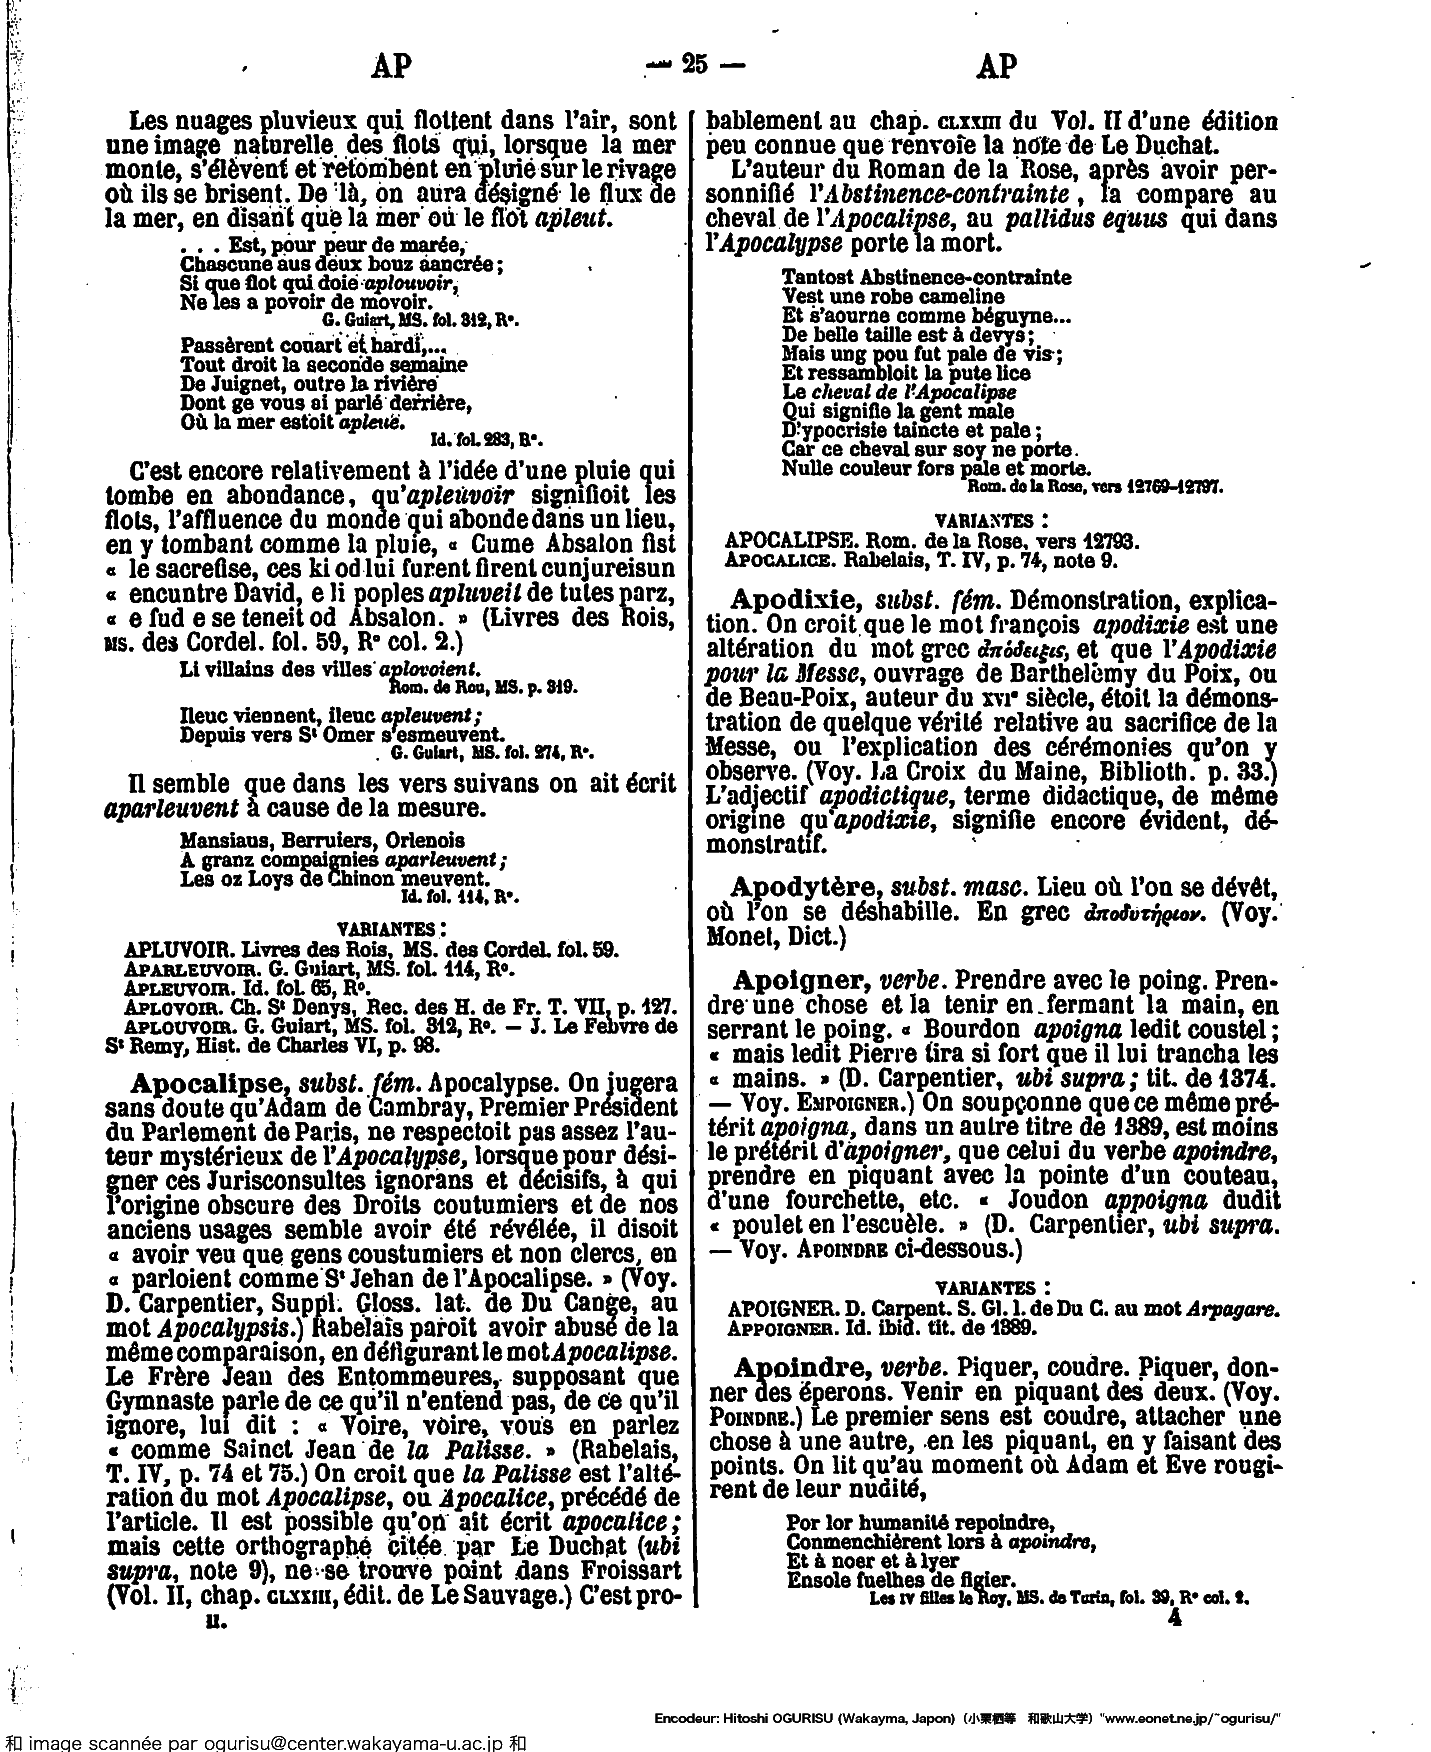 AP
— 25 —
AP
Les nuages pluvieux qui flottent dans l'air, sont
une image naturelle des flots qui, lorsque la mer
monte, s'élèvent et retombent en pluie sur le rivage
où ils se brisent. De là, on aura désigné le flux de
la mer, en disant que la mer ou le flot apleut.
. . . Est, pour peur de marée,
Chascune aus deux bouz aancrée ;
Si que flot qui doie aplouvoir,
Ne les a povoir de movoir.
G. Guiart, MS. fol. 312, R°.
Passèrent couart et hardi,...
Tout droit la seconde semaine
De Juignet, outre la rivière
Dont ge vous ai parlé derrière,
Où la mer estoit apleue.
Id. fol. 283, R°.
C'est encore relativement à l'idée d'une pluie qui
tombe en abondance, qu'apleuvoir signifioit les
flots, l'affluence du monde qui abonde dans un lieu,
en y tombant comme la pluie, « Cume Absalon fist
« le sacrefise, ces ki od lui furent firent cunjureisun
« encuntre David, e li poples apluveit de tutes parz,
« e fud e se teneit od Absalon. » (Livres des Rois,
MS. des Cordel. fol. 59, R° col. 2.)
Li villains des villes aplovoient.
Rom. de Rou, MS. p. 319.
Ileuc viennent, ileuc apleuvent ;
Depuis vers St Omer s'esmeuvent.
G. Guiart, MS. fol. 274, R°.
Il semble que dans les vers suivans on ait écrit
aparleuvent à cause de la mesure.
Mansiaus, Berruiers, Orlenois
A granz compaignies aparleuvent ;
Les oz Loys de Chinon meuvent.
Id. fol. 114, R°.
VARIANTES :
APLUVOIR. Livres des Rois, MS. des Cordel. fol. 59.
APARLEUVOIR. G. Guiart, MS. fol. 114, R°.
APLEUVOIR. Id. fol. 65, R°.
APLOVOIR. Ch. St Denys, Rec. des H. de Fr. T. VII, p. 127.
APLOUVOIR. G. Guiart, MS. fol. 312, R°. — J. Le Febvre de
St Remy, Hist. de Charles VI, p. 98.
Apocalipse, subst. fém. Apocalypse. On jugera
sans doute qu'Adam de Cambray, Premier Président
du Parlement de Paris, ne respectoit pas assez l'au-
teur mystérieux de l'Apocalypse, lorsque pour dési-
gner ces Jurisconsultes ignorans et décisifs, à qui
l'origine obscure des Droits coutumiers et de nos
anciens usages semble avoir été révélée, il disoit
« avoir veu que gens coustumiers et non clercs, en
« parloient comme St Jehan de l'Apocalipse. » (Voy.
D. Carpentier, Suppl. Gloss. lat. de Du Cange, au
mot Apocalypsis.) Rabelais paroit avoir abusé de la
même comparaison, en défigurant le mot Apocalipse.
Le Frère Jean des Entommeures, supposant que
Gymnaste parle de ce qu'il n'entend pas, de ce qu'il
ignore, lui dit : « Voire, voire, vous en parlez
« comme Sainct Jean de la Palisse. » (Rabelais,
T. IV, p. 74 et 75.) On croit que la Palisse est l'alté-
ration du mot Apocalipse, ou Apocalice, précédé de
l'article. Il est possible qu'on ait écrit apocalice ;
mais cette orthographe citée par Le Duchat (ubi
supra, note 9), ne se trouve point dans Froissart
(Vol. II, chap. CLXXIII, édit. de Le Sauvage.) C'est pro-
II.
bablement au chap. CLXXIII du Vol. II d'une édition
peu connue que renvoie la note de Le Duchat.
L'auteur du Roman de la Rose, après avoir per-
sonnifié l'Abstinence-contrainte, la compare au
cheval de l'Apocalipse, au pallidus equus qui dans
l'Apocalypse porte la mort.
Tantost Abstinence-contrainte
Vest une robe cameline
Et s'aourne comme béguyne...
De belle taille est à devys ;
Mais ung pou fut pale de vis ;
Et ressambloit la pute lice
Le cheval de l'Apocalipse
Qui signifie la gent male
D'ypocrisie taincte et pale ;
Car ce cheval sur soy ne porte.
Nulle couleur fors pale et morte.
Rom. de la Rose, vers 12769-12797.
VARIANTES :
APOCALIPSE. Rom. de la Rose, vers 12793.
APOCALICE. Rabelais, T. IV, p. 74, note 9.
Apodixie, subst. fém. Démonstration, explica-
tion. On croit que le mot françois apodixie est une
altération du mot grec ἀπόδειξις, et que l'Apodixie
pour la Messe, ouvrage de Barthelèmy du Poix, ou
de Beau-Poix, auteur du XVIe siècle, étoit la démons-
tration de quelque vérité relative au sacrifice de la
Messe, ou l'explication des cérémonies qu'on y
observe. (Voy. La Croix du Maine, Biblioth. p. 33.)
L'adjectif apodictique, terme didactique, de même
origine qu'apodixie, signifie encore évident, dé-
monstratif.
Apodytère, subst. masc. Lieu où l'on se dévêt,
où l'on se déshabille. En grec ἀποδυτήριον. (Voy.
Monet, Dict.)
Apoigner, verbe. Prendre avec le poing. Pren-
dre une chose et la tenir en fermant la main, en
serrant le poing. « Bourdon apoigna ledit coustel ;
« mais ledit Pierre tira si fort que il lui trancha les
« mains. » (D. Carpentier, ubi supra ; tit. de 1374.
— Voy. EMPOIGNER.) On soupçonne que ce même pré-
térit apoigna, dans un autre titre de 1389, est moins
le prétérit d'apoigner, que celui du verbe apoindre,
prendre en piquant avec la pointe d'un couteau,
d'une fourchette, etc. « Joudon appoigna dudit
« poulet en l'escuèle. » (D. Carpentier, ubi supra.
— Voy. APOINDRE ci-dessous.)
VARIANTES :
APOIGNER. D. Carpent. S. Gl. l. de Du C. au mot Arpagare.
APPOIGNER. Id. ibid. tit. de 1389.
Apoindre, verbe. Piquer, coudre. Piquer, don-
ner des éperons. Venir en piquant des deux. (Voy.
POINDRE.) Le premier sens est coudre, attacher une
chose à une autre, en les piquant, en y faisant des
points. On lit qu'au moment où Adam et Eve rougi-
rent de leur nudité,
Por lor humanité repoindre,
Conmenchièrent lors à apoindre,
Et à noer et à lyer
Ensole fuelhes de figier.
Les IV filles le Roy, MS. de Turin, fol. 39, R° col. 2.
4
Encodeur: Hitoshi OGURISU (Wakayma, Japon)（小栗栖等　和歌山大学）"www.eonet.ne.jp/~ogurisu/"
和 image scannée par ogurisu@center.wakayama-u.ac.jp 和